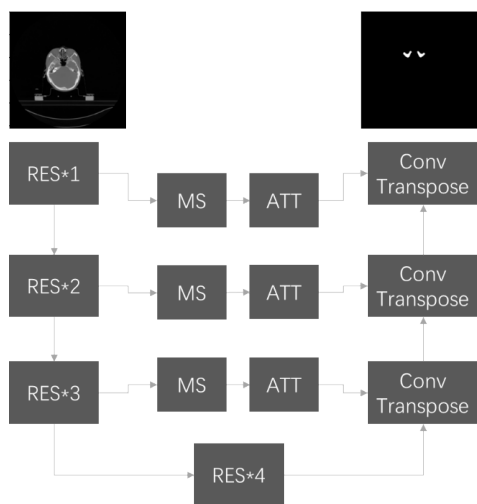 RES*1
MS
ATT
Conv
Transpose
RES*2
MS
ATT
Conv
Transpose
RES*3
MS
ATT
Conv
Transpose
RES*4